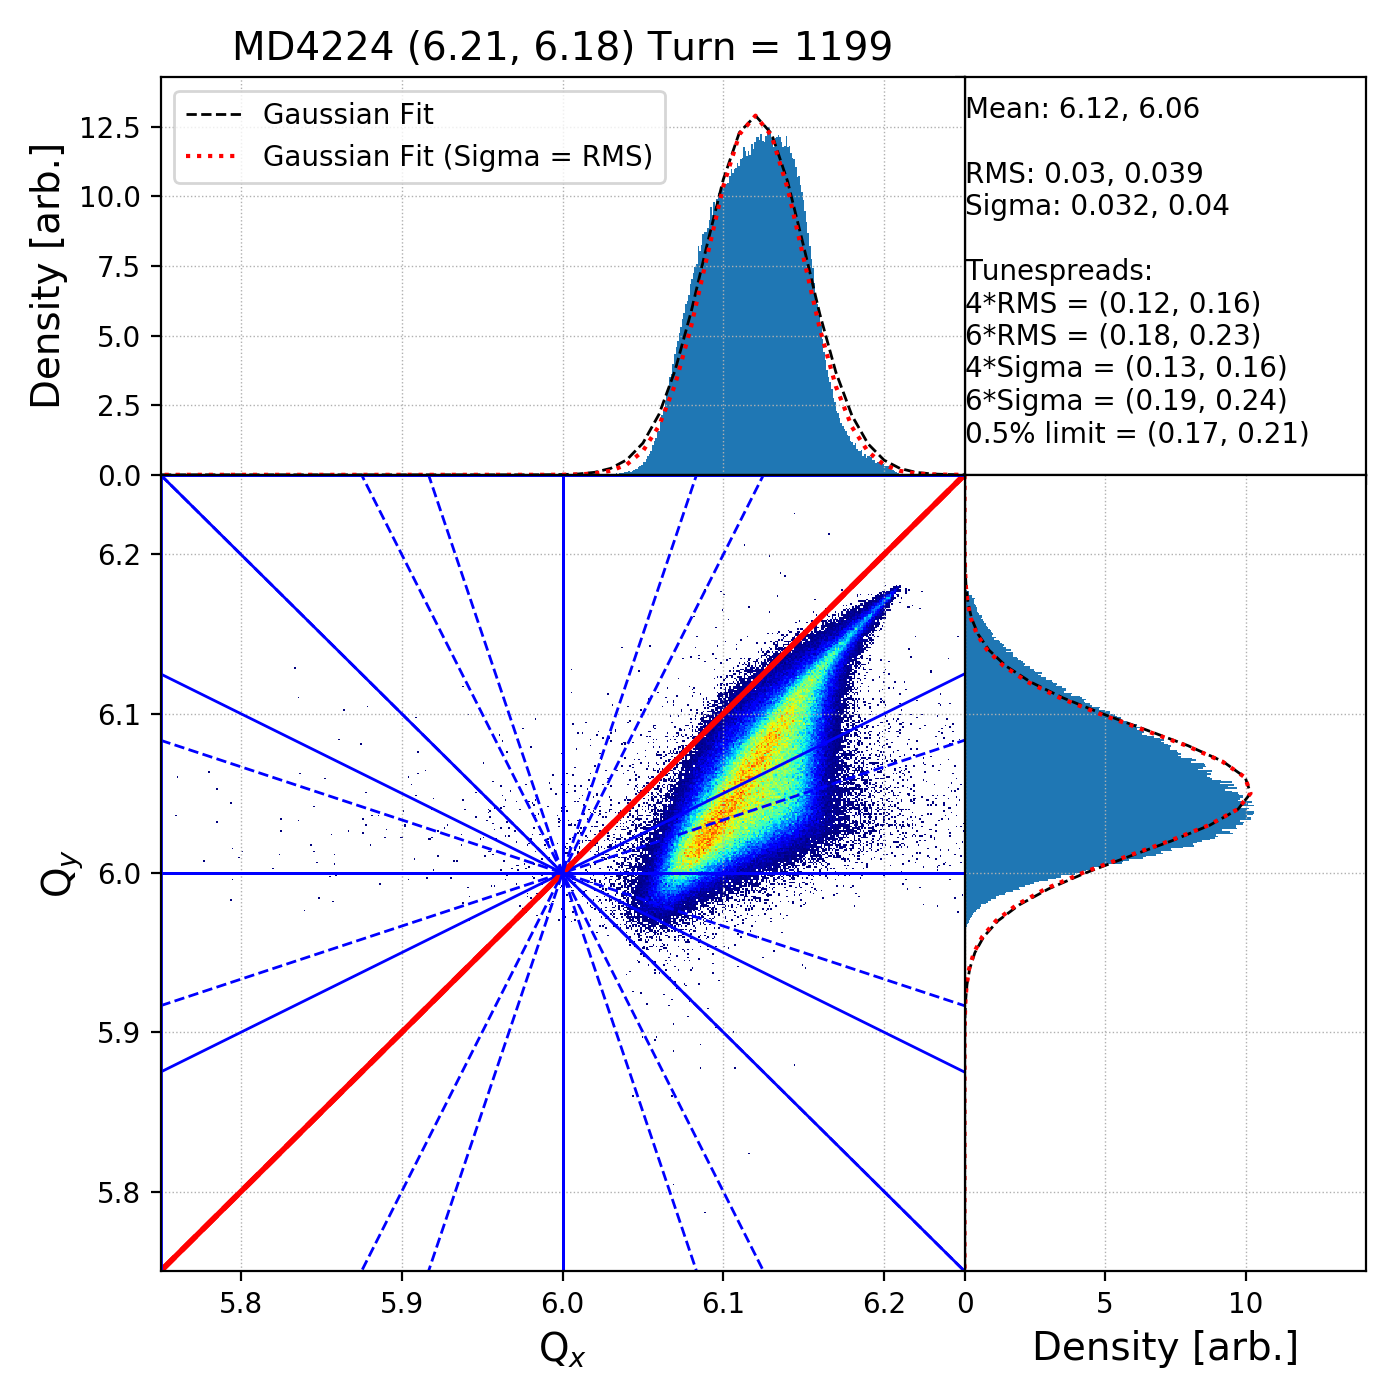 MD4224 (6.21, 6.18) Turn = 1199
Gaussian Fit
Gaussian Fit (Sigma = RMS)
Density [arb.]
12.5
10.0
7.5
5.0
2.5
0.0
Mean: 6.12, 6.06
RMS: 0.03, 0.039
Sigma: 0.032, 0.04
Tunespreads:
4*RMS = (0.12, 0.16)
6*RMS = (0.18, 0.23)
4*Sigma = (0.13, 0.16)
6*Sigma = (0.19, 0.24)
0.5% limit = (0.17, 0.21)
Qy
6.2
6.1
6.0
5.9
5.8
5.8 5.9 6.0 6.1 6.2
Qx
0 5 10
Density [arb.]